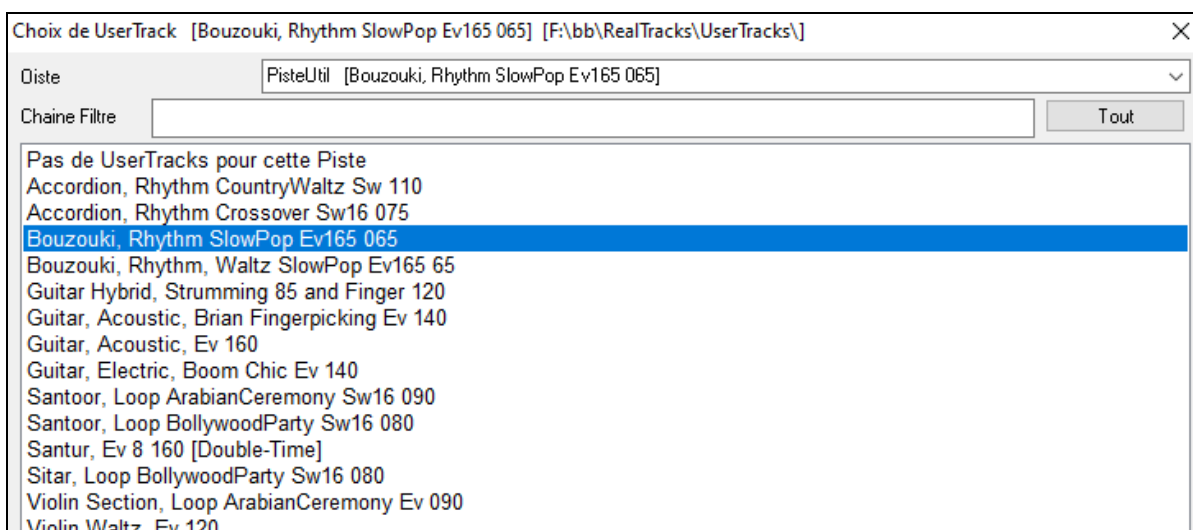 Choix de UserTrack [Bouzouki, Rhythm SlowPop Ev165 065] [F:\bb\RealTracks\UserTracks\]
Oiste PisteUtil [Bouzouki, Rhythm SlowPop Ev165 065]
Chaine Filtre Tout
Pas de UserTracks pour cette Piste
Accordion, Rhythm CountryWaltz Sw 110
Accordion, Rhythm Crossover Sw16 075
Bouzouki, Rhythm SlowPop Ev165 065
Bouzouki, Rhythm, Waltz SlowPop Ev165 65
Guitar Hybrid, Strumming 85 and Finger 120
Guitar, Acoustic, Brian Fingerpicking Ev 140
Guitar, Acoustic, Ev 160
Guitar, Electric, Boom Chic Ev 140
Santoor, Loop ArabianCeremony Sw16 090
Santoor, Loop BollywoodParty Sw16 080
Santur, Ev 8 160 [Double-Time]
Sitar, Loop BollywoodParty Sw16 080
Violin Section, Loop ArabianCeremony Ev 090
Violin Waltz, Ev 120